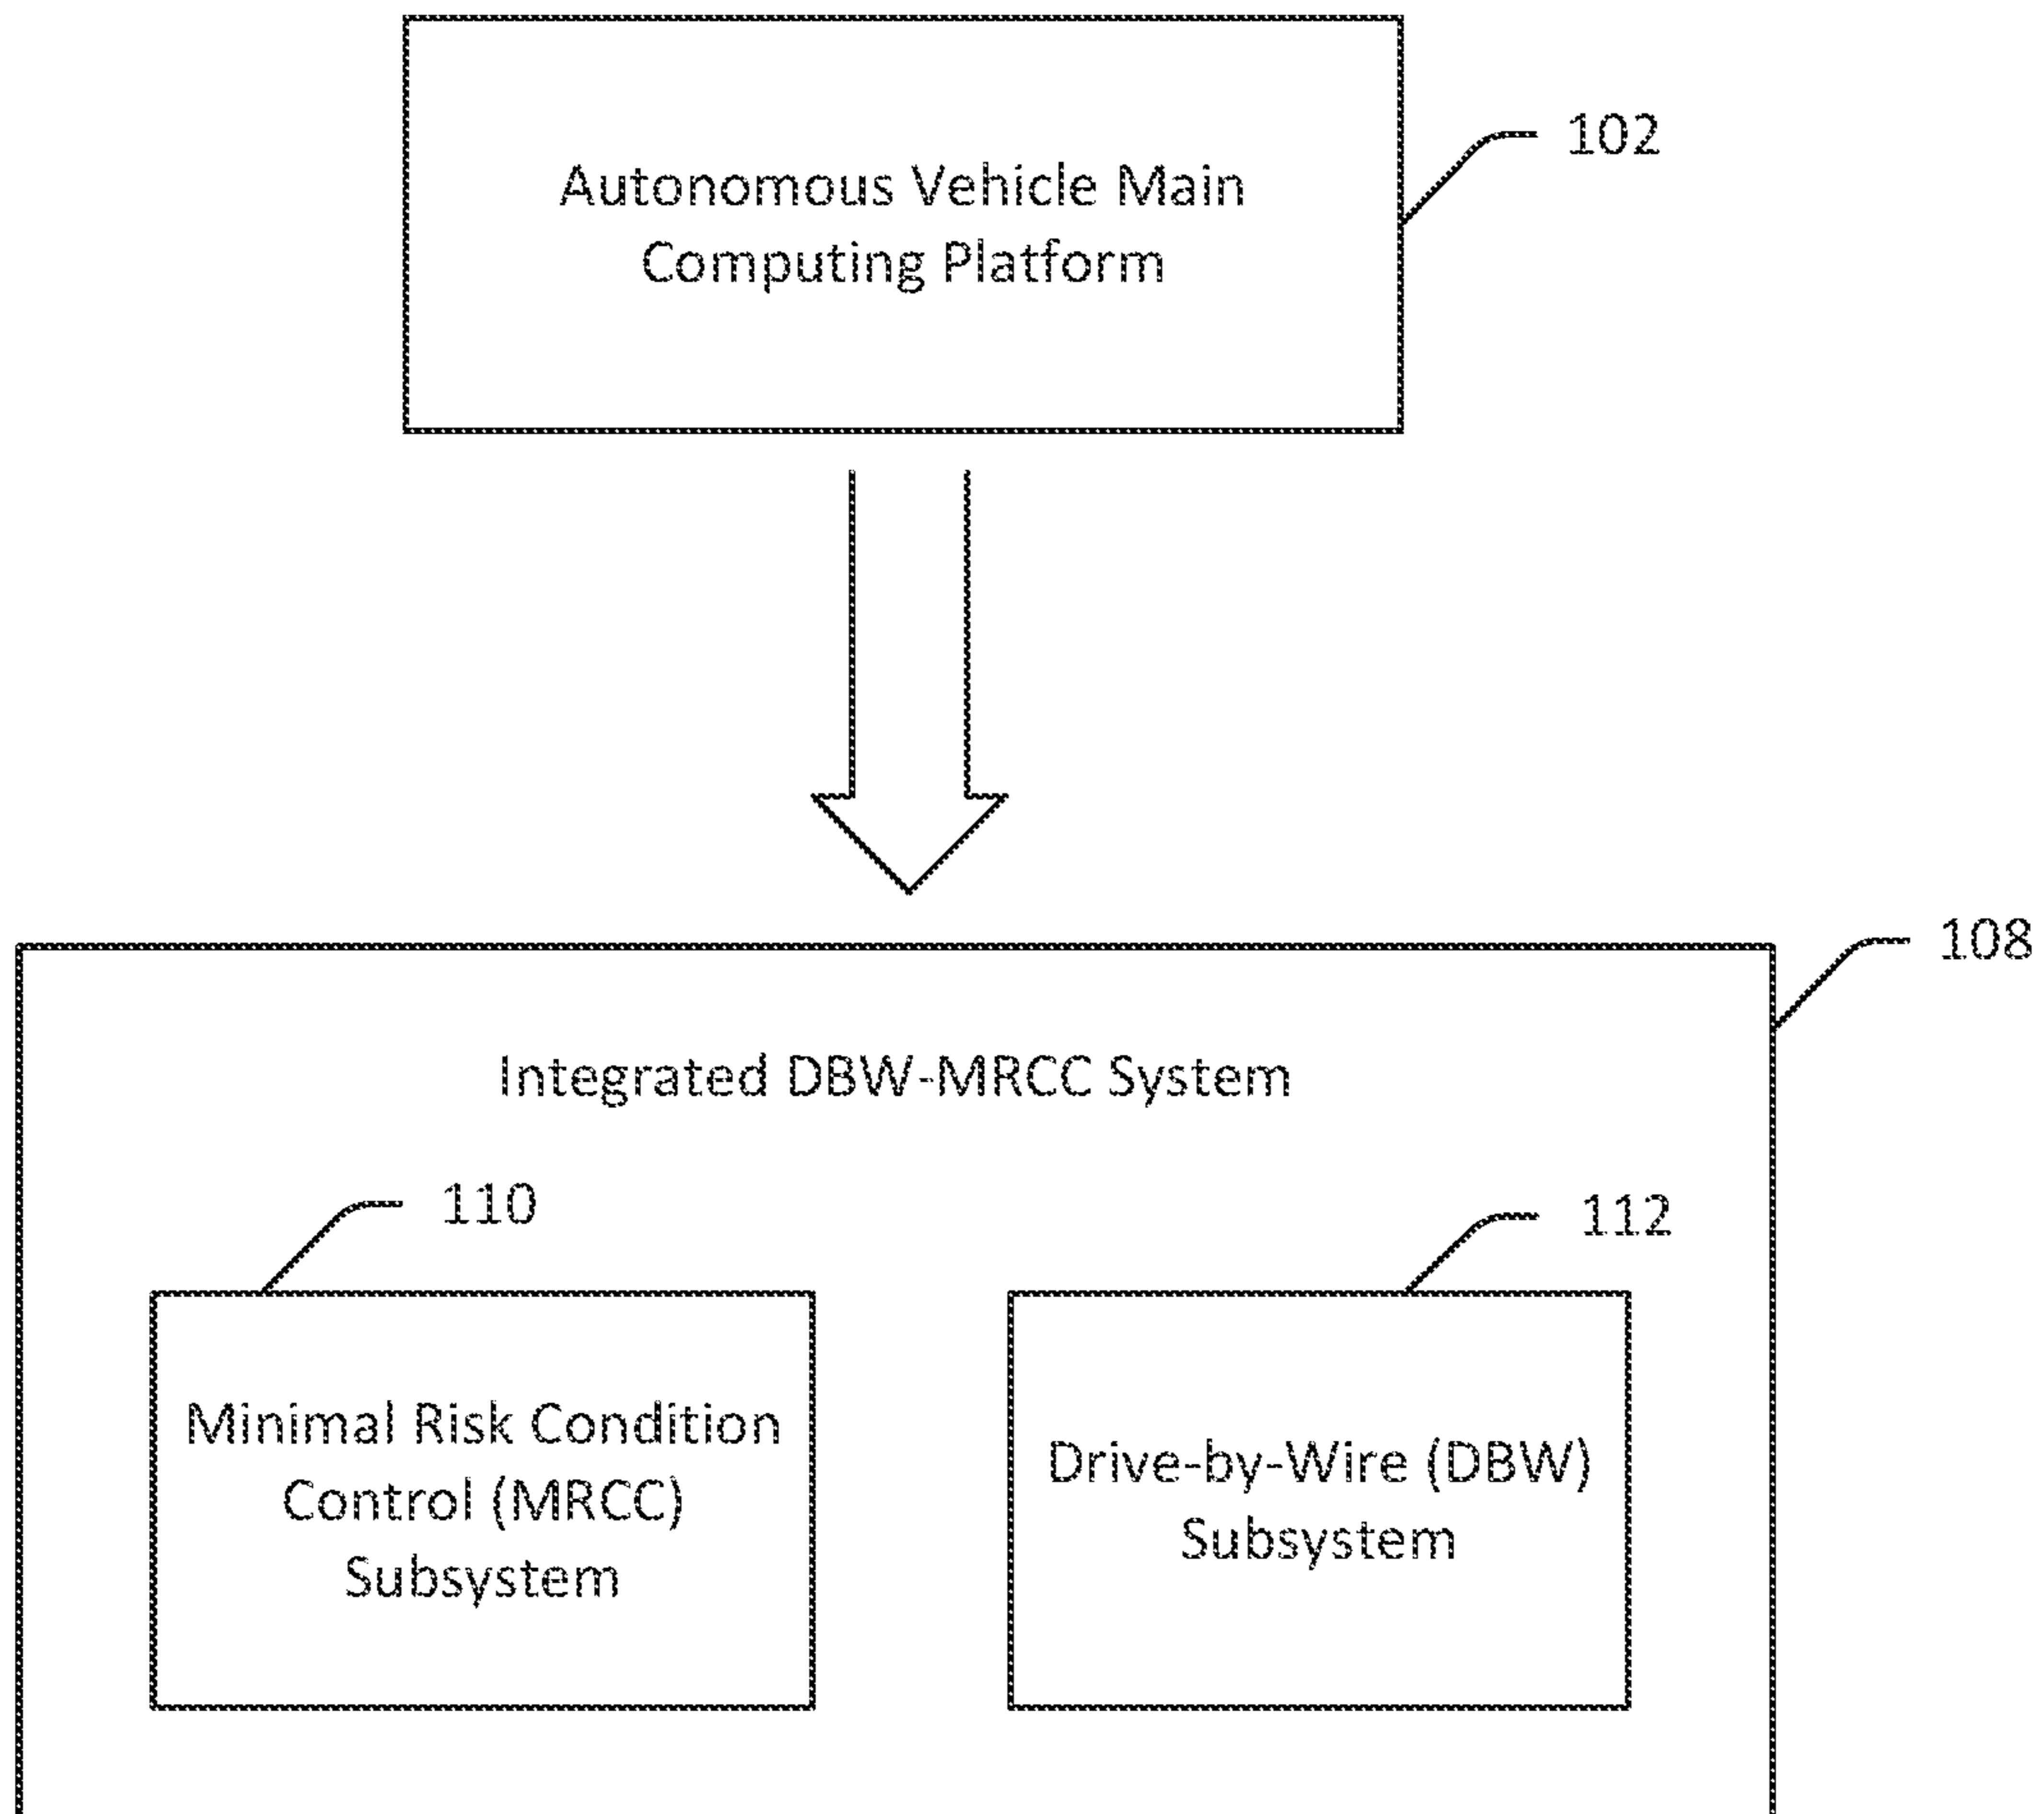 Autonomous Vehicle Main
Computing Platform
102
108
Integrated DBW-MRCC System
110
112
Minimal Risk Condition
Control (MRCC)
Subsystem
Drive-by-Wire (DBW)
Subsystem